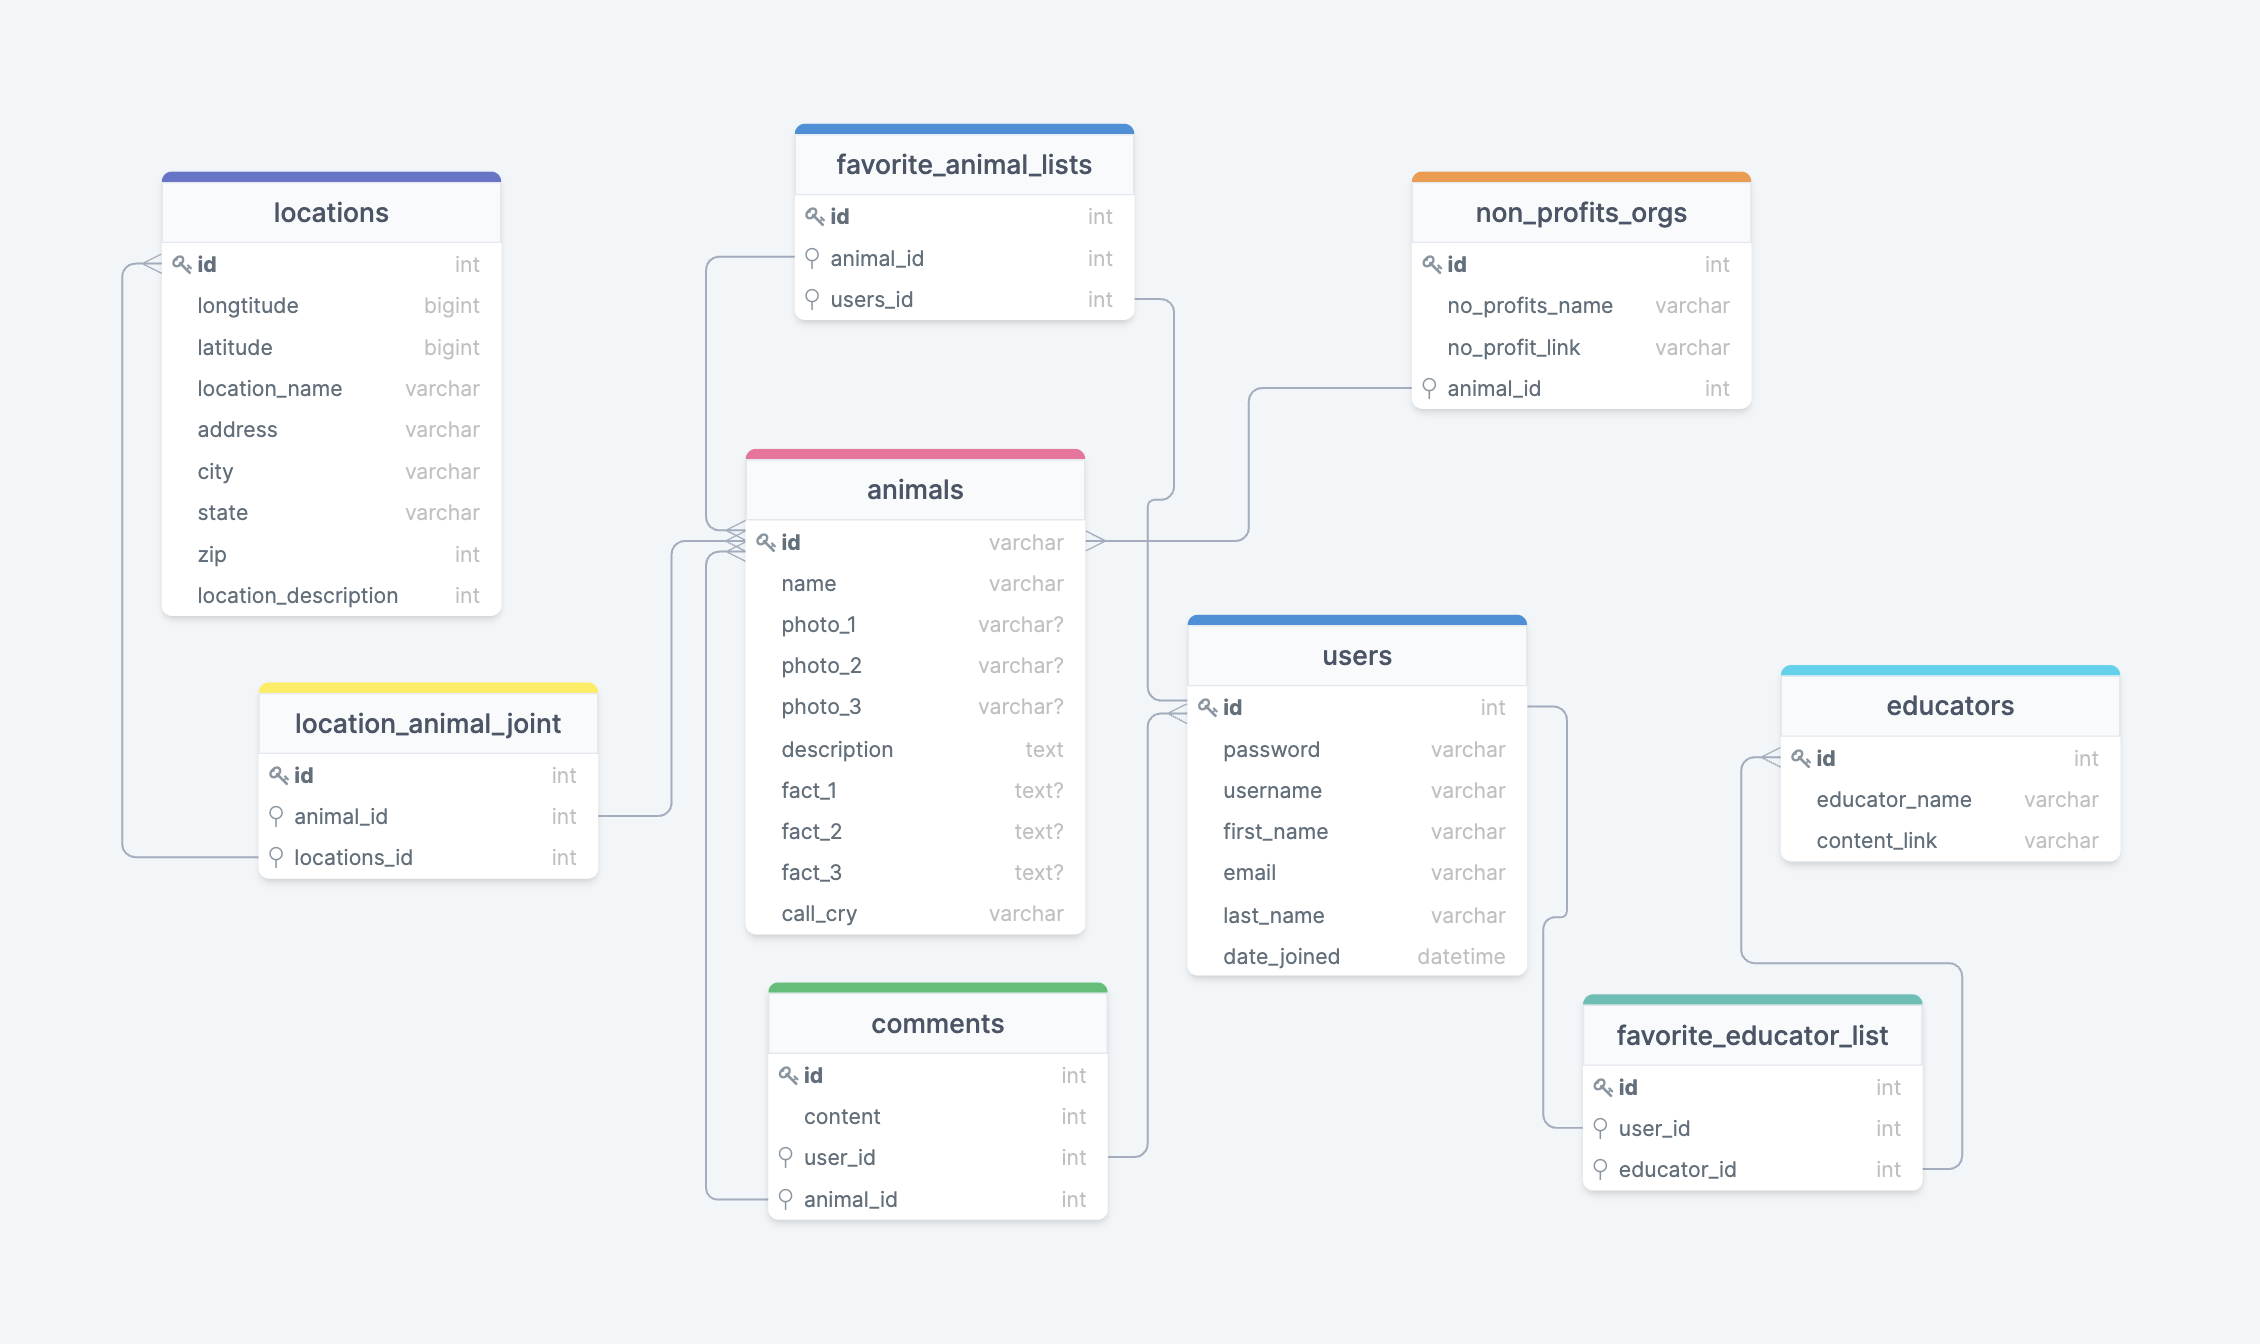 favorite_animal_lists
id int
animal_id int
users_id int
locations
id int
longtitude bigint
latitude bigint
location_name varchar
address varchar
city varchar
state varchar
zip int
location_description int
non_profits_orgs
id int
no_profits_name varchar
no_profit_link varchar
animal_id int
animals
id varchar
name varchar
photo_1 varchar?
photo_2 varchar?
photo_3 varchar?
description text
fact_1 text?
fact_2 text?
fact_3 text?
call_cry varchar
users
id int
password varchar
username varchar
first_name varchar
email varchar
last_name varchar
date_joined datetime
educators
id int
educator_name varchar
content_link varchar
location_animal_joint
id int
animal_id int
locations_id int
comments
id int
content int
user_id int
animal_id int
favorite_educator_list
id int
user_id int
educator_id int